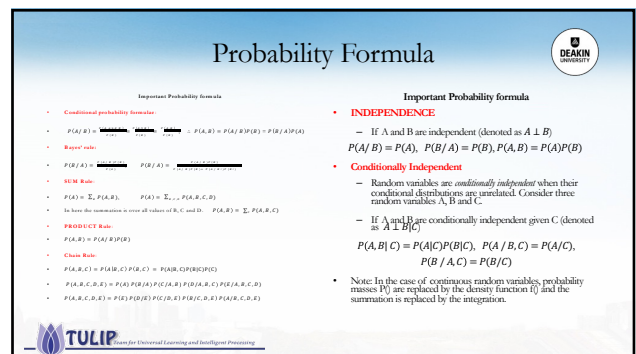 Probability Formula
DEAKIN
UNIVERSITY
Important Probability formula
• Conditional probability formulas:
• P(A/B) = = = ∴ P(A,B) = P(A/B)P(B) = P(B/A)P(A)
• Bayes' rule:
• P(B/A) = P(B/A) =
• SUM Rule:
• P(A) = Σ P(A,B), P(A) = Σ P(A,B,C,D)
• In here the summation is over all values of B, C and D. P(A,B) = Σ P(A,B,C)
• PRODUCT Rule:
• P(A,B) = P(A/B)P(B)
• Chain Rule:
• P(A,B,C) = P(A|B,C) P(B,C) = P(A|B,C)P(B|C)P(C)
• P(A,B,C,D,E) = P(A) P(B/A) P(C/A,B) P(D/A,B,C) P(E/A,B,C,D)
• P(A,B,C,D,E) = P(E) P(D/E) P(C/D,E) P(B/C,D,E) P(A/B,C,D,E)
Important Probability formula
• INDEPENDENCE
– If A and B are independent (denoted as A ⊥ B)
P(A/B) = P(A), P(B/A) = P(B), P(A,B) = P(A)P(B)
• Conditionally Independent
– Random variables are conditionally independent when their
conditional distributions are unrelated. Consider three
random variables A, B and C.
– If A and B are conditionally independent given C (denoted
as A ⊥ B|C)
P(A,B|C) = P(A|C)P(B|C), P(A/B,C) = P(A/C),
P(B/A,C) = P(B/C)
• Note: In the case of continuous random variables, probability
masses P() are replaced by the density function f() and the
summation is replaced by the integration.
TULIP Team for Universal Learning and Intelligent Processing